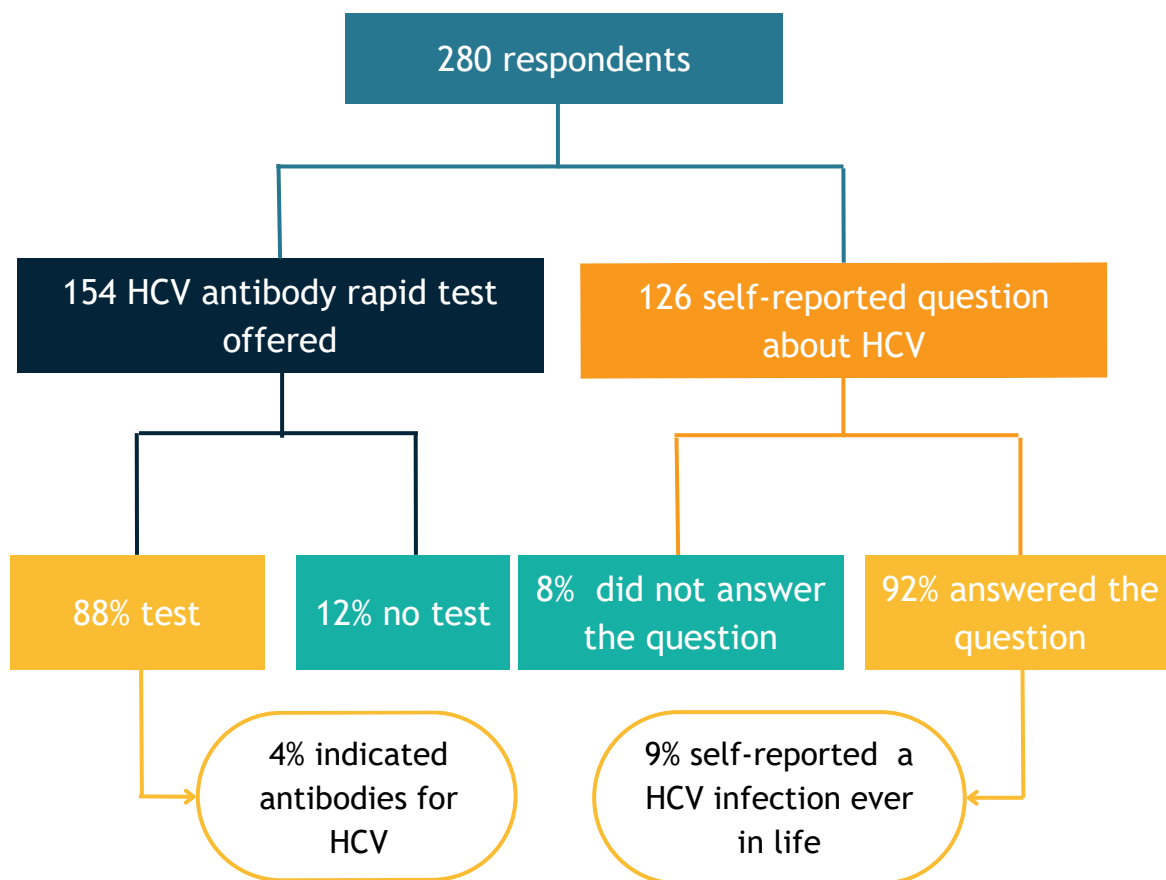 280 respondents
154 HCV antibody rapid test
offered
126 self-reported question
about HCV
88% test
12% no test
8% did not answer
the question
92% answered the
question
4% indicated
antibodies for
HCV
9% self-reported a
HCV infection ever
in life